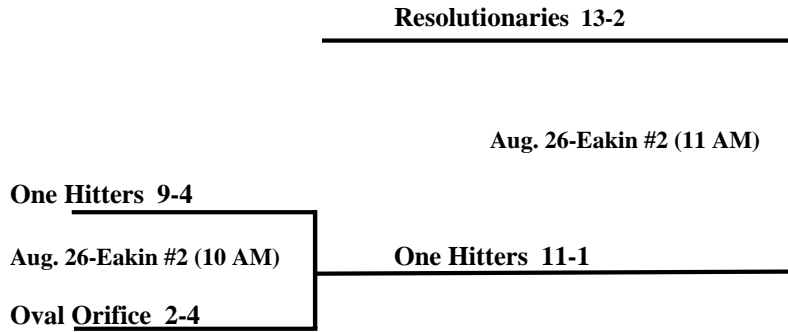 Resolutionaries 13-2
Aug. 26-Eakin #2 (11 AM)
One Hitters 9-4
Aug. 26-Eakin #2 (10 AM)
One Hitters 11-1
Oval Orifice 2-4